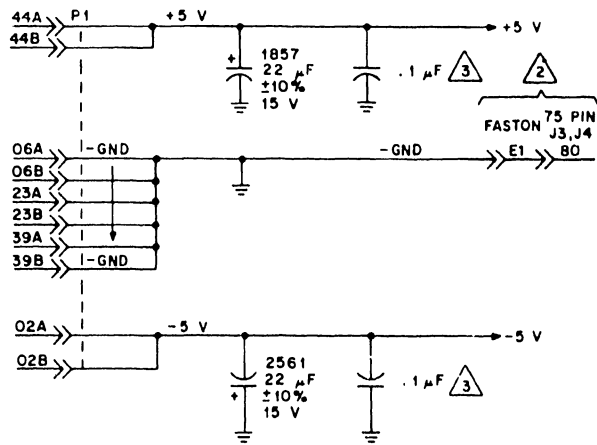 44A P1 +5 V +5 V
44B
+ 1857
22 µF
±10%
15 V
.1 µF 3
2
FASTON 75 PIN
J3,J4
06A -GND -GND E1 80
06B
23A
23B
39A
39B -GND
02A -5 V -5 V
02B
2561
22 µF
+ ±10%
15 V
.1 µF 3